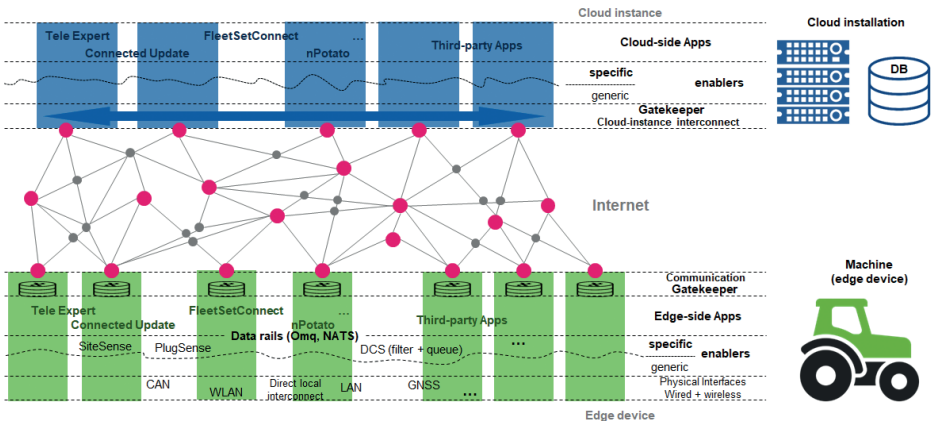 Cloud instance
Cloud installation
Tele Expert
FleetSetConnect
...
Connected Update
nPotato
Third-party Apps
Cloud-side Apps
DB
specific
enablers
generic
Gatekeeper
Cloud-instance interconnect
Internet
Communication
Gatekeeper
Machine
(edge device)
Tele Expert
FleetSetConnect
...
Connected Update
nPotato
Third-party Apps
Edge-side Apps
Data rails (Omq, NATS)
...
SiteSense
PlugSense
DCS (filter + queue)
specific
enablers
generic
CAN
WLAN
Direct local
interconnect
LAN
GNSS
...
Physical Interfaces
Wired + wireless
Edge device